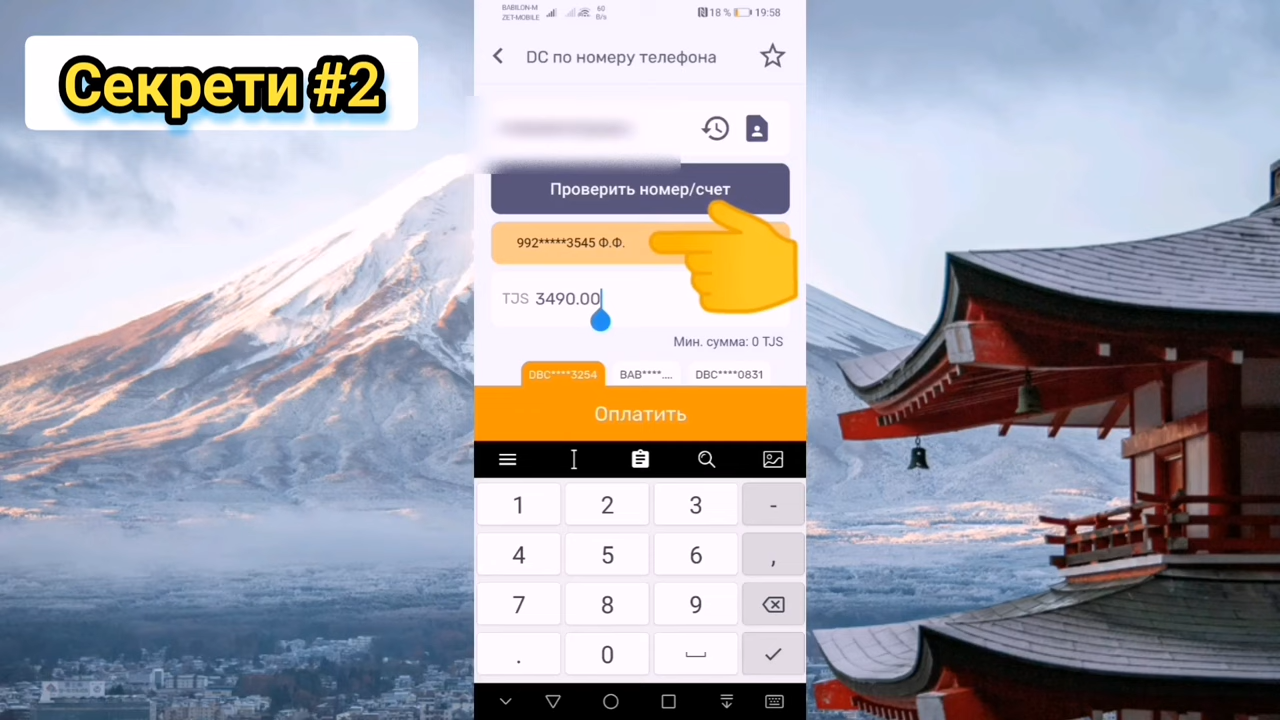 Секрети #2
BABILON-M
ZET-MOBILE
60
B/s
18 %
19:58
DC по номеру телефона
Проверить номер/счет
992*****3545 Ф.Ф.
TJS 3490.00
Мин. сумма: 0 TJS
DBC****3254
BAB****....
DBC****0831
Оплатить
1 2 3 -
4 5 6 ,
7 8 9
. 0